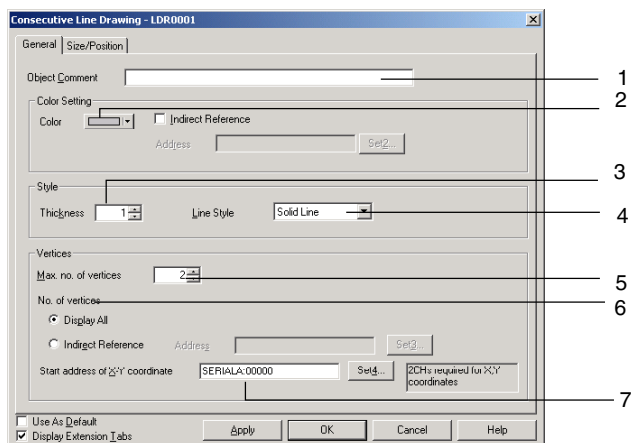 Consecutive Line Drawing - LDR0001
General Size/Position
Object Comment 1
Color Setting 2
Color Indirect Reference
Address Set2...
Style 3
Thickness 1 Line Style Solid Line 4
Vertices
Max. no. of vertices 2 5
No. of vertices 6
Display All
Indirect Reference Address Set3...
Start address of X-Y coordinate SERIALA:00000 Set4... 2CHs required for X,Y
coordinates
7
Use As Default
Display Extension Tabs Apply OK Cancel Help